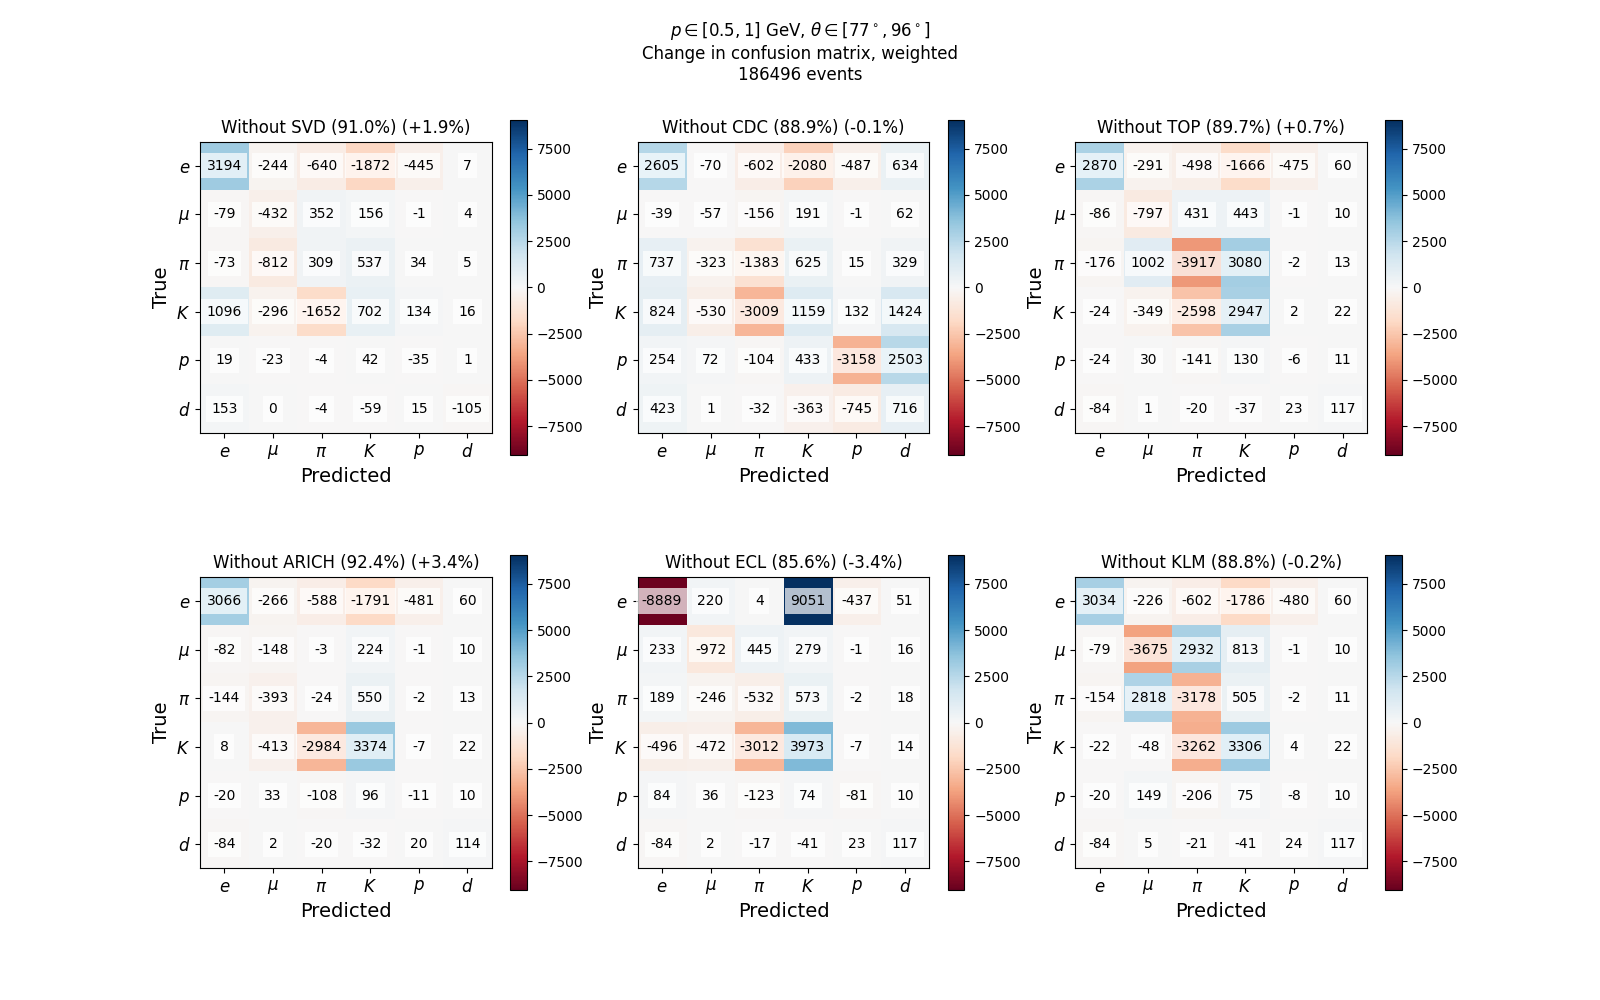 p ∈ [0.5, 1] GeV, θ ∈ [77°, 96°]
Change in confusion matrix, weighted
186496 events
Without SVD (91.0%) (+1.9%)
e 3194 -244 -640 -1872 -445 7
μ -79 -432 352 156 -1 4
π -73 -812 309 537 34 5
K 1096 -296 -1652 702 134 16
p 19 -23 -4 42 -35 1
d 153 0 -4 -59 15 -105
e μ π K p d
Predicted
True
7500
5000
2500
0
−2500
−5000
−7500
Without CDC (88.9%) (-0.1%)
e 2605 -70 -602 -2080 -487 634
μ -39 -57 -156 191 -1 62
π 737 -323 -1383 625 15 329
K 824 -530 -3009 1159 132 1424
p 254 72 -104 433 -3158 2503
d 423 1 -32 -363 -745 716
e μ π K p d
Predicted
True
7500
5000
2500
0
−2500
−5000
−7500
Without TOP (89.7%) (+0.7%)
e 2870 -291 -498 -1666 -475 60
μ -86 -797 431 443 -1 10
π -176 1002 -3917 3080 -2 13
K -24 -349 -2598 2947 2 22
p -24 30 -141 130 -6 11
d -84 1 -20 -37 23 117
e μ π K p d
Predicted
True
7500
5000
2500
0
−2500
−5000
−7500
Without ARICH (92.4%) (+3.4%)
e 3066 -266 -588 -1791 -481 60
μ -82 -148 -3 224 -1 10
π -144 -393 -24 550 -2 13
K 8 -413 -2984 3374 -7 22
p -20 33 -108 96 -11 10
d -84 2 -20 -32 20 114
e μ π K p d
Predicted
True
7500
5000
2500
0
−2500
−5000
−7500
Without ECL (85.6%) (-3.4%)
e -8889 220 4 9051 -437 51
μ 233 -972 445 279 -1 16
π 189 -246 -532 573 -2 18
K -496 -472 -3012 3973 -7 14
p 84 36 -123 74 -81 10
d -84 2 -17 -41 23 117
e μ π K p d
Predicted
True
7500
5000
2500
0
−2500
−5000
−7500
Without KLM (88.8%) (-0.2%)
e 3034 -226 -602 -1786 -480 60
μ -79 -3675 2932 813 -1 10
π -154 2818 -3178 505 -2 11
K -22 -48 -3262 3306 4 22
p -20 149 -206 75 -8 10
d -84 5 -21 -41 24 117
e μ π K p d
Predicted
True
7500
5000
2500
0
−2500
−5000
−7500